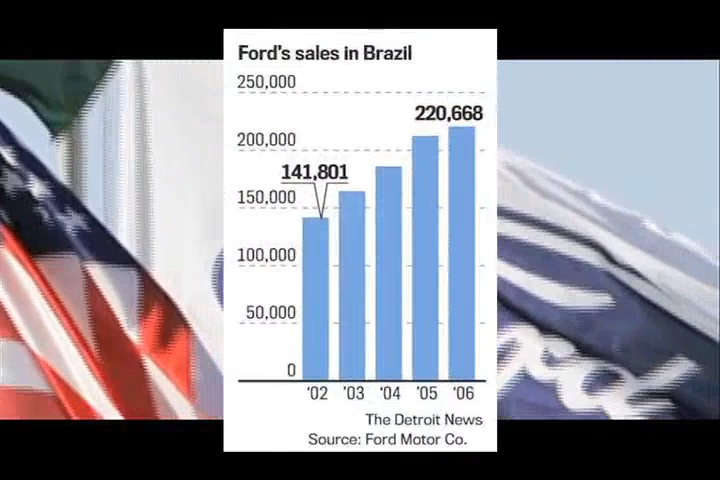 Ford's sales in Brazil
250,000
220,668
200,000
141,801
150,000
100,000
50,000
0
'02 '03 '04 '05 '06
The Detroit News
Source: Ford Motor Co.
ord